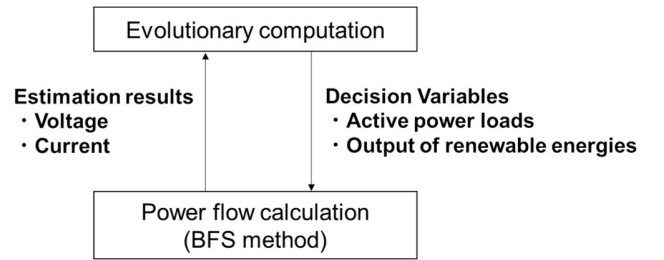 Evolutionary computation
Estimation results
・Voltage
・Current
Decision Variables
・Active power loads
・Output of renewable energies
Power flow calculation
(BFS method)